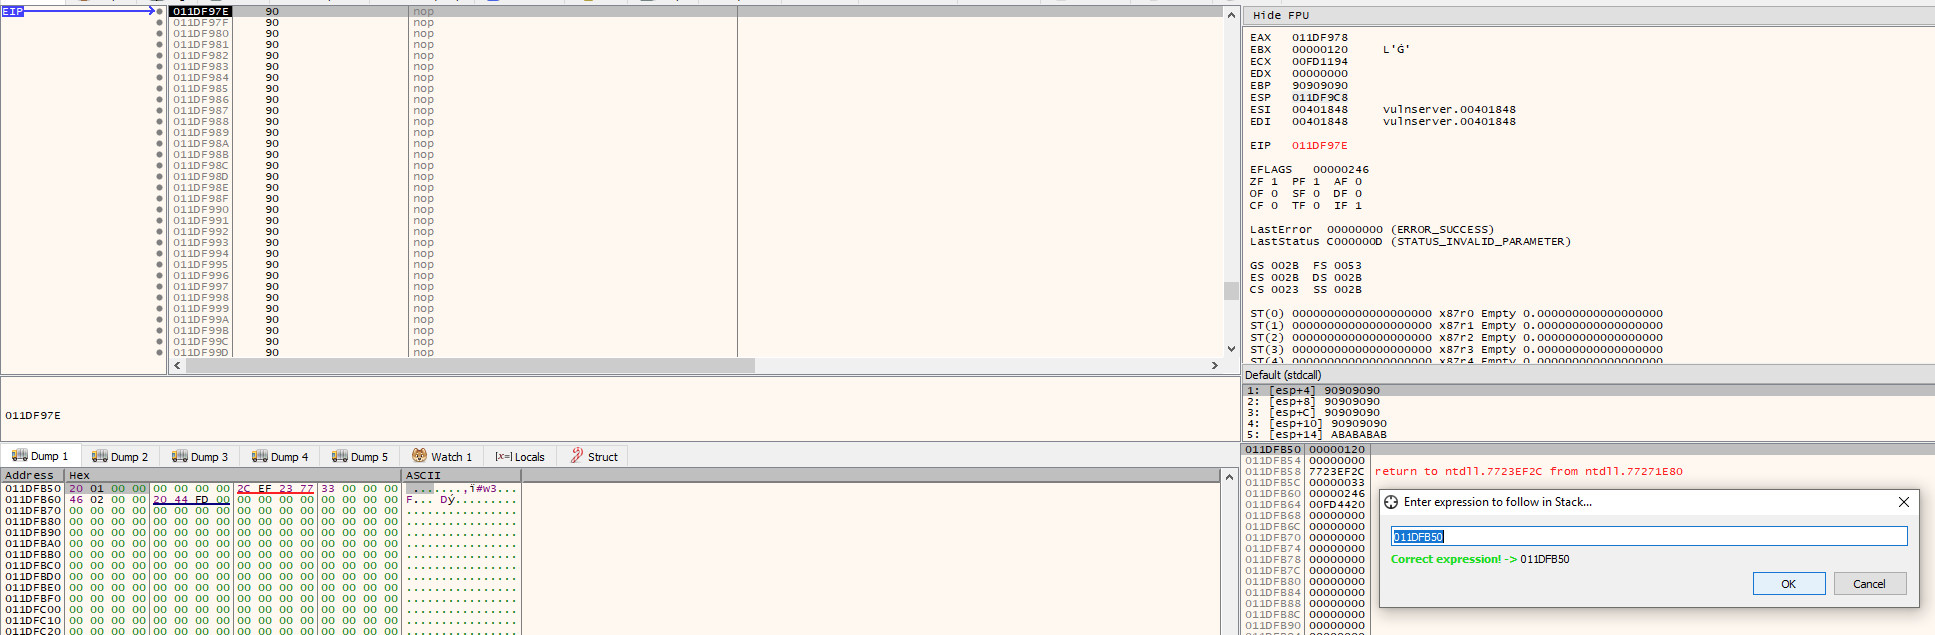 EIP
011DF97E 90 nop
011DF97F 90 nop
011DF980 90 nop
011DF981 90 nop
011DF982 90 nop
011DF983 90 nop
011DF984 90 nop
011DF985 90 nop
011DF986 90 nop
011DF987 90 nop
011DF988 90 nop
011DF989 90 nop
011DF98A 90 nop
011DF98B 90 nop
011DF98C 90 nop
011DF98D 90 nop
011DF98E 90 nop
011DF98F 90 nop
011DF990 90 nop
011DF991 90 nop
011DF992 90 nop
011DF993 90 nop
011DF994 90 nop
011DF995 90 nop
011DF996 90 nop
011DF997 90 nop
011DF998 90 nop
011DF999 90 nop
011DF99A 90 nop
011DF99B 90 nop
011DF99C 90 nop
011DF99D 90 nop
011DF97E
Hide FPU
EAX 011DF978
EBX 00000120 L'Ġ'
ECX 00FD1194
EDX 00000000
EBP 90909090
ESP 011DF9C8
ESI 00401848 vulnserver.00401848
EDI 00401848 vulnserver.00401848
EIP 011DF97E
EFLAGS 00000246
ZF 1 PF 1 AF 0
OF 0 SF 0 DF 0
CF 0 TF 0 IF 1
LastError 00000000 (ERROR_SUCCESS)
LastStatus C000000D (STATUS_INVALID_PARAMETER)
GS 002B FS 0053
ES 002B DS 002B
CS 0023 SS 002B
ST(0) 00000000000000000000 x87r0 Empty 0.000000000000000000
ST(1) 00000000000000000000 x87r1 Empty 0.000000000000000000
ST(2) 00000000000000000000 x87r2 Empty 0.000000000000000000
ST(3) 00000000000000000000 x87r3 Empty 0.000000000000000000
ST(4) 00000000000000000000 x87r4 Empty 0.000000000000000000
Default (stdcall)
1: [esp+4] 90909090
2: [esp+8] 90909090
3: [esp+C] 90909090
4: [esp+10] 90909090
5: [esp+14] ABABABAB
Dump 1 Dump 2 Dump 3 Dump 4 Dump 5 Watch 1 [x=] Locals Struct
Address Hex ASCII
011DFB50 20 01 00 00 00 00 00 00 2C EF 23 77 33 00 00 00 .......,ï#w3...
011DFB60 46 02 00 00 20 44 FD 00 00 00 00 00 00 00 00 00 F... Dý.........
011DFB70 00 00 00 00 00 00 00 00 00 00 00 00 00 00 00 00 ................
011DFB80 00 00 00 00 00 00 00 00 00 00 00 00 00 00 00 00 ................
011DFB90 00 00 00 00 00 00 00 00 00 00 00 00 00 00 00 00 ................
011DFBA0 00 00 00 00 00 00 00 00 00 00 00 00 00 00 00 00 ................
011DFBB0 00 00 00 00 00 00 00 00 00 00 00 00 00 00 00 00 ................
011DFBC0 00 00 00 00 00 00 00 00 00 00 00 00 00 00 00 00 ................
011DFBD0 00 00 00 00 00 00 00 00 00 00 00 00 00 00 00 00 ................
011DFBE0 00 00 00 00 00 00 00 00 00 00 00 00 00 00 00 00 ................
011DFBF0 00 00 00 00 00 00 00 00 00 00 00 00 00 00 00 00 ................
011DFC00 00 00 00 00 00 00 00 00 00 00 00 00 00 00 00 00 ................
011DFC10 00 00 00 00 00 00 00 00 00 00 00 00 00 00 00 00 ................
011DFC20 00 00 00 00 00 00 00 00 00 00 00 00 00 00 00 00 ................
011DFB50 00000120
011DFB54 00000000
011DFB58 7723EF2C return to ntdll.7723EF2C from ntdll.77271E80
011DFB5C 00000033
011DFB60 00000246
011DFB64 00FD4420
011DFB68 00000000
011DFB6C 00000000
011DFB70 00000000
011DFB74 00000000
011DFB78 00000000
011DFB7C 00000000
011DFB80 00000000
011DFB84 00000000
011DFB88 00000000
011DFB8C 00000000
011DFB90 00000000
Enter expression to follow in Stack...
011DFB50
Correct expression! -> 011DFB50
OK Cancel